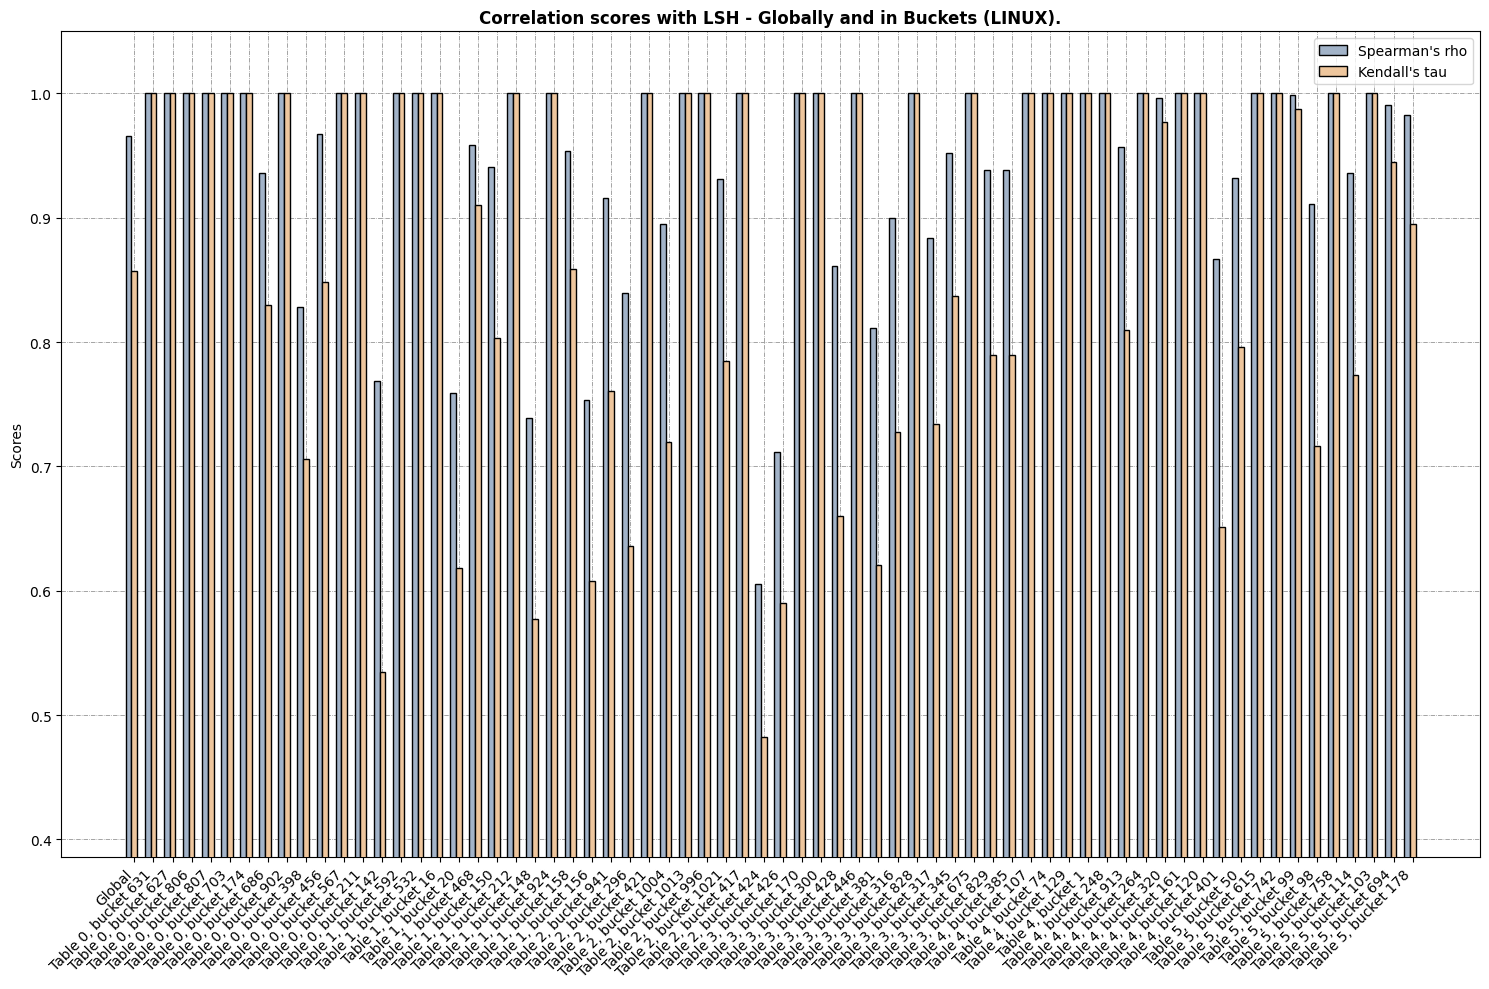 Correlation scores with LSH - Globally and in Buckets (LINUX).
Spearman's rho
Kendall's tau
Scores
1.0
0.9
0.8
0.7
0.6
0.5
0.4
Global
Table 0, bucket 631
Table 0, bucket 627
Table 0, bucket 806
Table 0, bucket 807
Table 0, bucket 703
Table 0, bucket 174
Table 0, bucket 686
Table 0, bucket 902
Table 0, bucket 398
Table 0, bucket 456
Table 0, bucket 567
Table 0, bucket 211
Table 0, bucket 142
Table 1, bucket 592
Table 1, bucket 532
Table 1, bucket 16
Table 1, bucket 20
Table 1, bucket 468
Table 1, bucket 150
Table 1, bucket 212
Table 1, bucket 148
Table 1, bucket 924
Table 1, bucket 158
Table 1, bucket 156
Table 2, bucket 941
Table 2, bucket 296
Table 2, bucket 421
Table 2, bucket 1004
Table 2, bucket 1013
Table 2, bucket 996
Table 2, bucket 1021
Table 2, bucket 417
Table 2, bucket 424
Table 3, bucket 426
Table 3, bucket 170
Table 3, bucket 300
Table 3, bucket 428
Table 3, bucket 446
Table 3, bucket 381
Table 3, bucket 316
Table 3, bucket 828
Table 3, bucket 317
Table 3, bucket 345
Table 3, bucket 675
Table 3, bucket 829
Table 4, bucket 385
Table 4, bucket 107
Table 4, bucket 74
Table 4, bucket 129
Table 4, bucket 1
Table 4, bucket 248
Table 4, bucket 913
Table 4, bucket 264
Table 4, bucket 320
Table 4, bucket 161
Table 4, bucket 120
Table 4, bucket 401
Table 5, bucket 50
Table 5, bucket 615
Table 5, bucket 742
Table 5, bucket 99
Table 5, bucket 98
Table 5, bucket 758
Table 5, bucket 114
Table 5, bucket 103
Table 5, bucket 694
Table 5, bucket 178